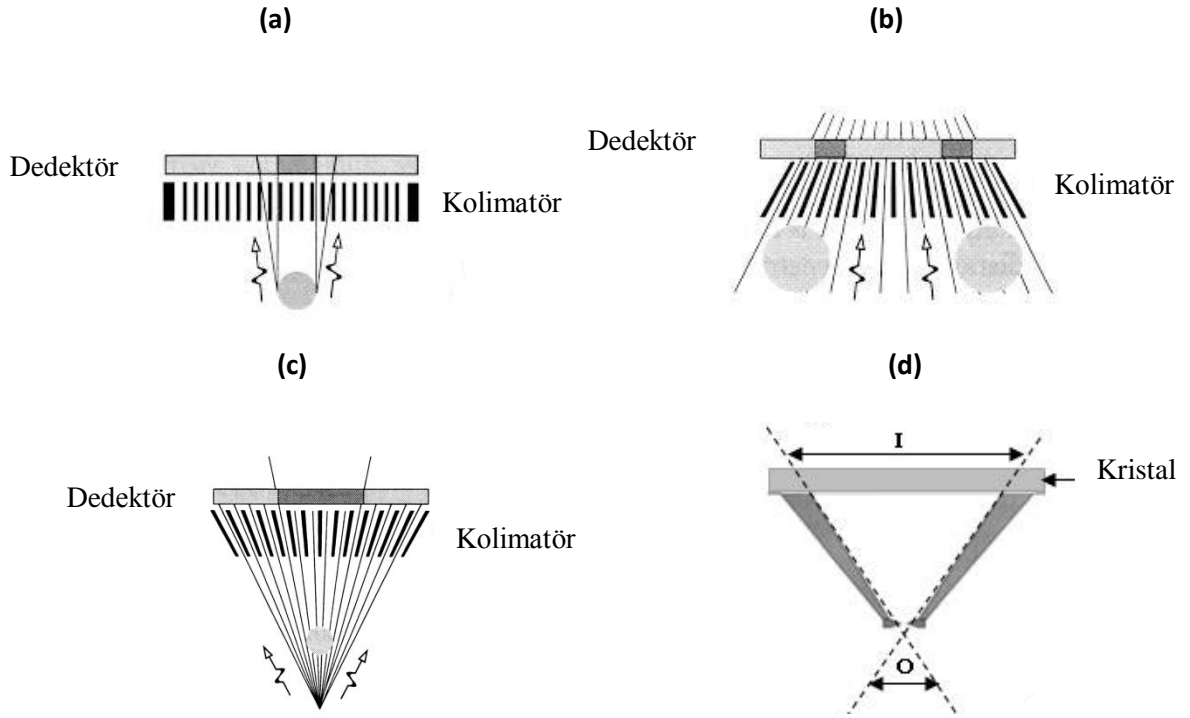 (a)
(b)
Dedektör
Kolimatör
Dedektör
Kolimatör
(c)
(d)
Dedektör
Kolimatör
I
Kristal
O